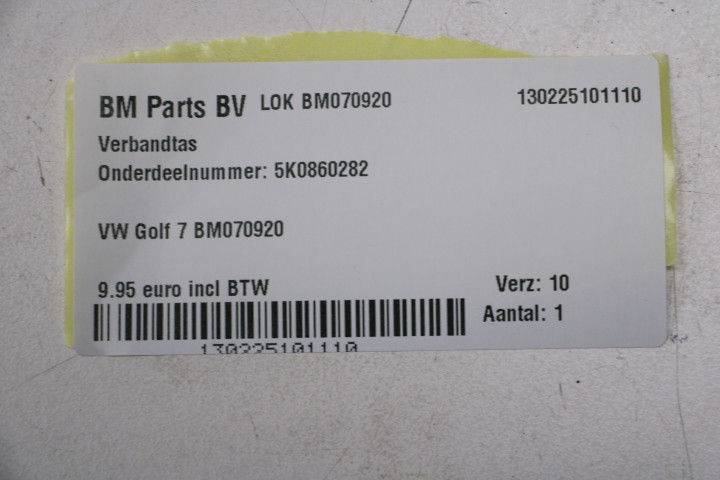 BM Parts BV LOK BM070920 130225101110
Verbandtas
Onderdeelnummer: 5K0860282
VW Golf 7 BM070920
9.95 euro incl BTW Verz: 10
Aantal: 1
130225101110